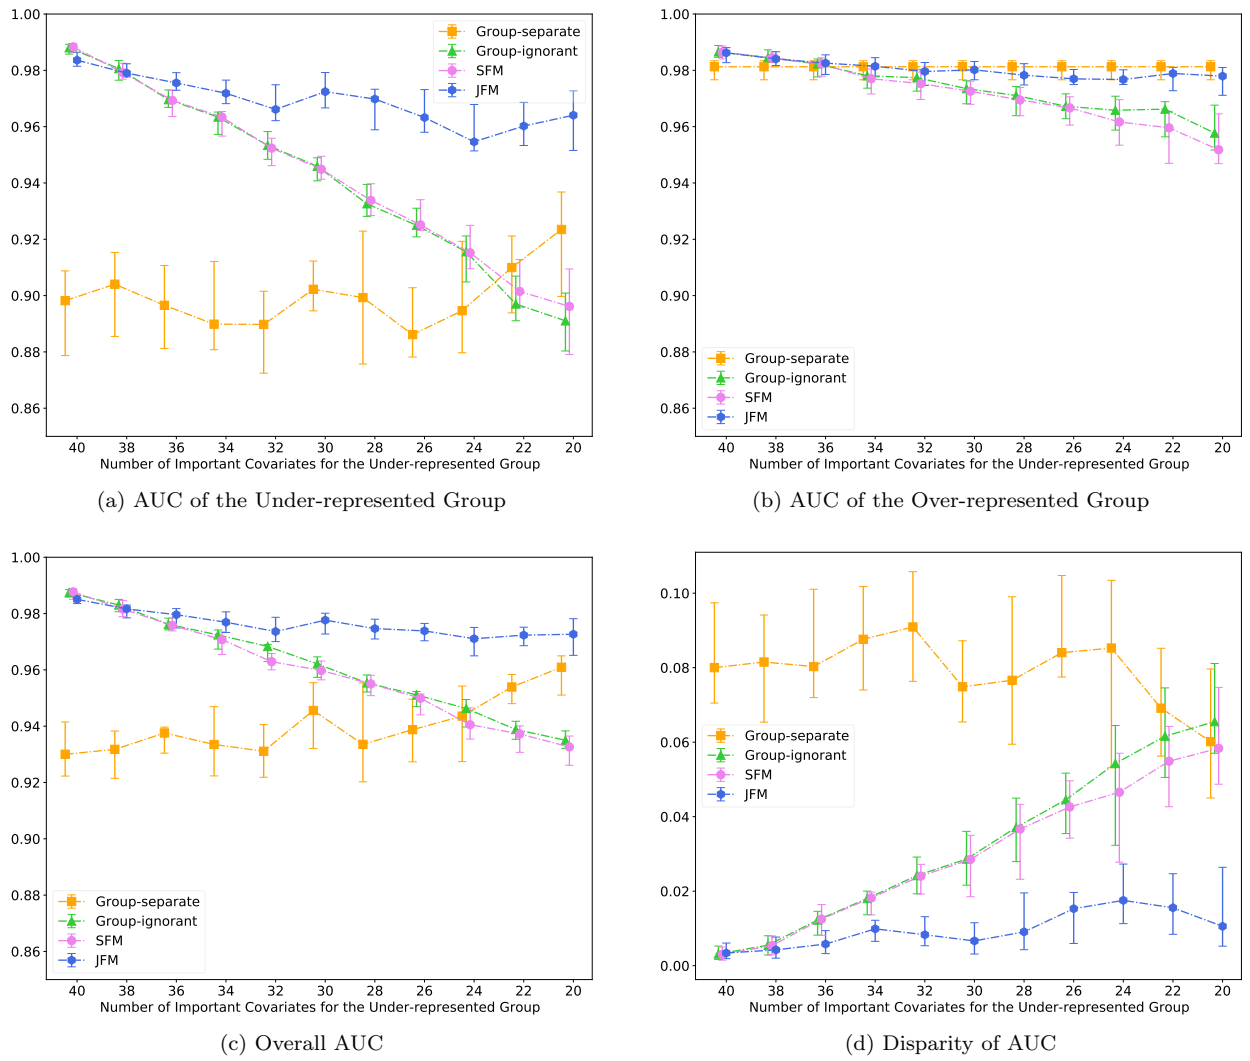 1.00
0.98
0.96
0.94
0.92
0.90
0.88
0.86
Group-separate
Group-ignorant
SFM
JFM
40 38 36 34 32 30 28 26 24 22 20
Number of Important Covariates for the Under-represented Group
(a) AUC of the Under-represented Group
1.00
0.98
0.96
0.94
0.92
0.90
0.88
0.86
Group-separate
Group-ignorant
SFM
JFM
40 38 36 34 32 30 28 26 24 22 20
Number of Important Covariates for the Under-represented Group
(b) AUC of the Over-represented Group
1.00
0.98
0.96
0.94
0.92
0.90
0.88
0.86
Group-separate
Group-ignorant
SFM
JFM
40 38 36 34 32 30 28 26 24 22 20
Number of Important Covariates for the Under-represented Group
(c) Overall AUC
0.10
0.08
0.06
0.04
0.02
0.00
Group-separate
Group-ignorant
SFM
JFM
40 38 36 34 32 30 28 26 24 22 20
Number of Important Covariates for the Under-represented Group
(d) Disparity of AUC